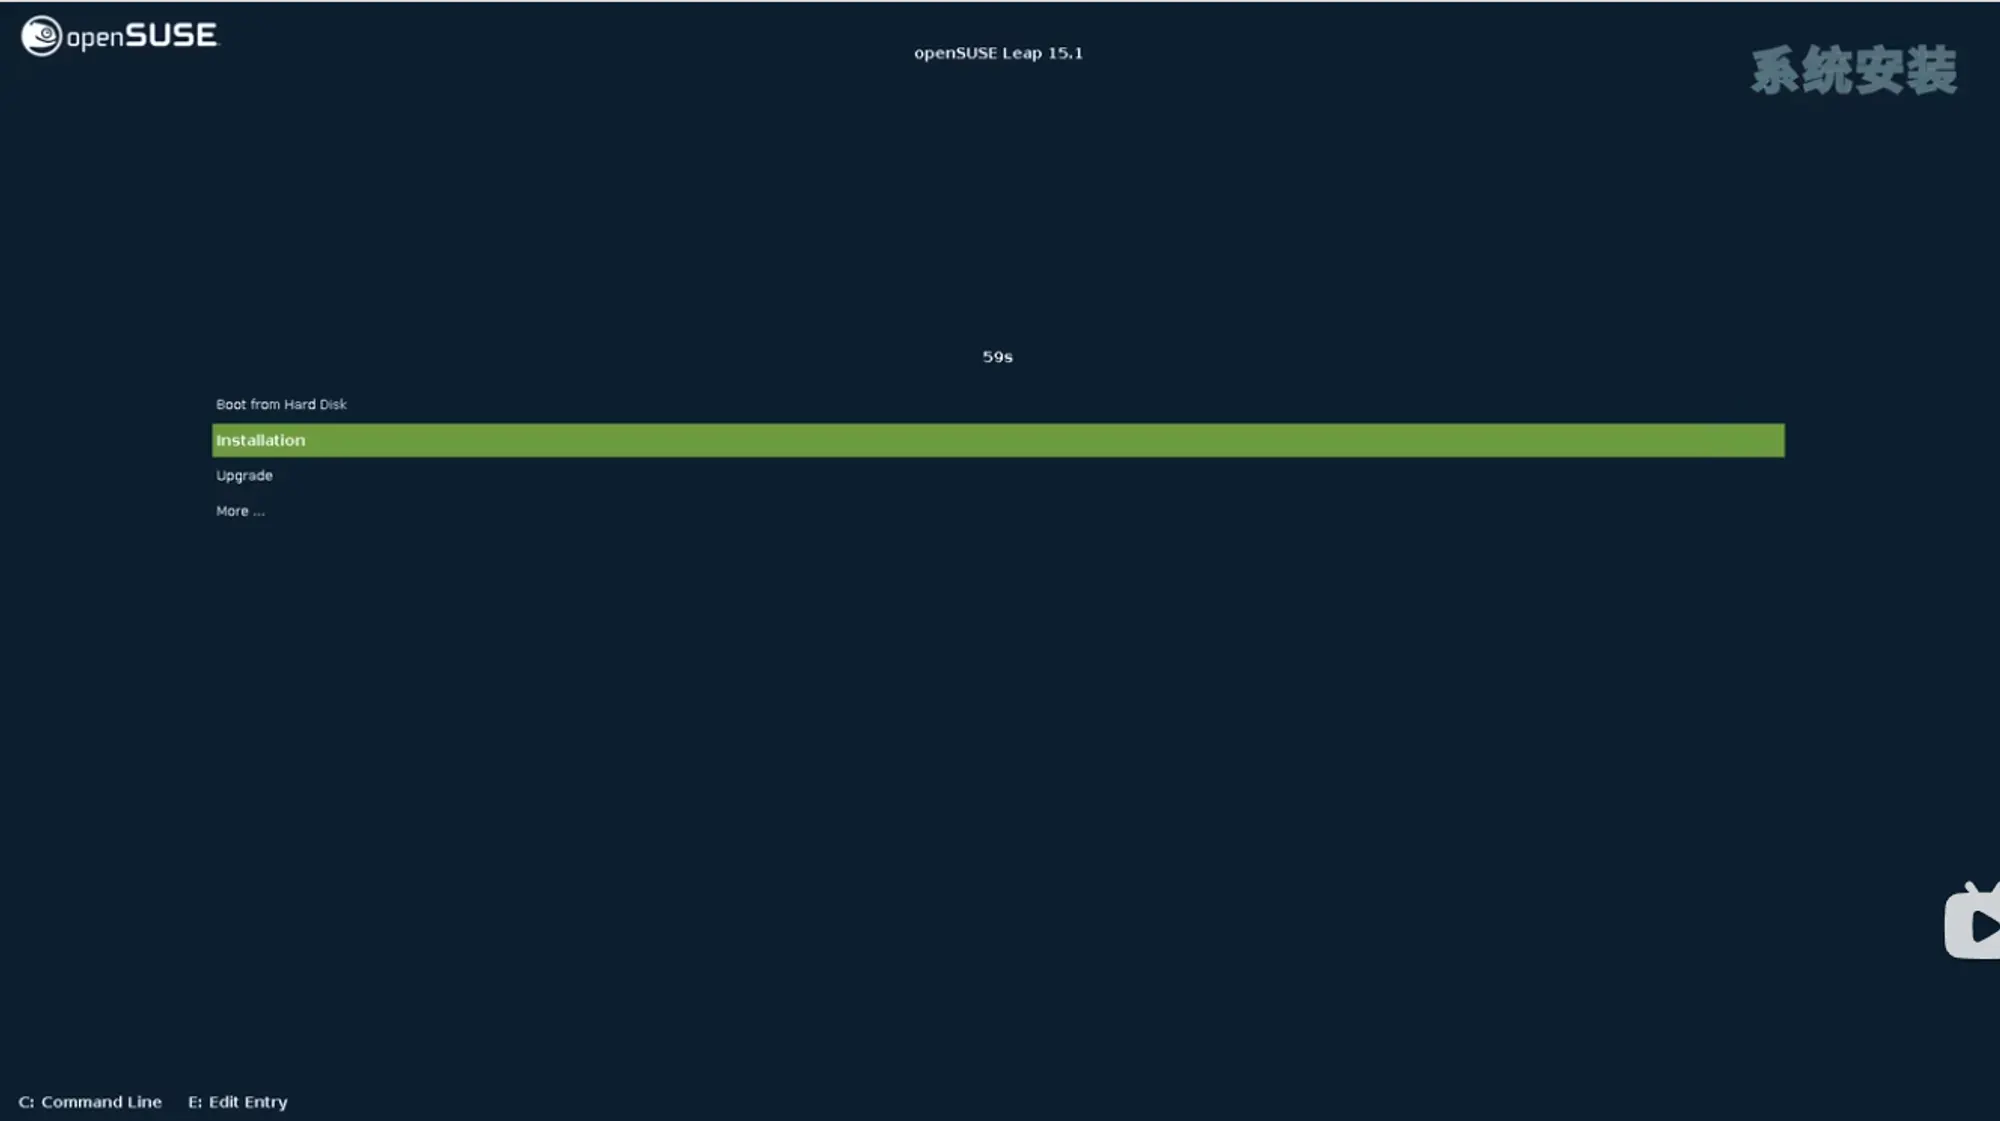 openSUSE
openSUSE Leap 15.1
系统安装
59s
Boot from Hard Disk
Installation
Upgrade
More ...
C: Command Line E: Edit Entry